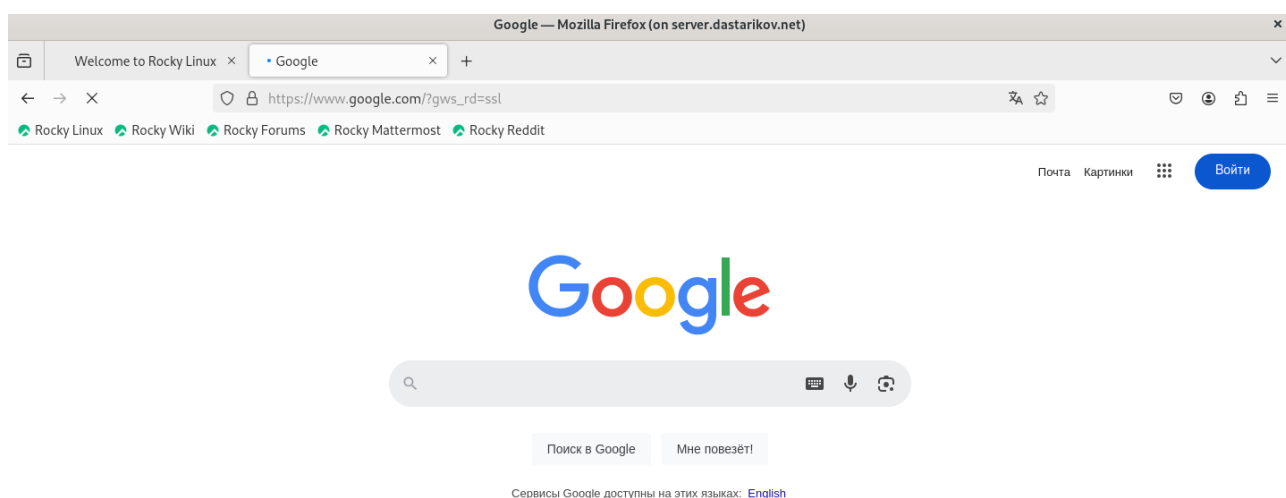 Google — Mozilla Firefox (on server.dastarikov.net)
Welcome to Rocky Linux Google
https://www.google.com/?gws_rd=ssl
Rocky Linux Rocky Wiki Rocky Forums Rocky Mattermost Rocky Reddit
Почта Картинки Войти
Google
Поиск в Google Мне повезёт!
Сервисы Google доступны на этих языках: English